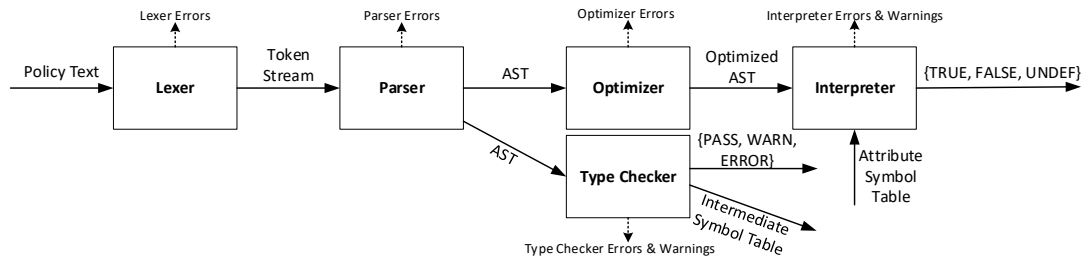 Lexer Errors
Parser Errors
Optimizer Errors
Interpreter Errors & Warnings
Policy Text
Lexer
Token
Stream
Parser
AST
Optimizer
Optimized
AST
Interpreter
{TRUE, FALSE, UNDEF}
AST
Type Checker
{PASS, WARN,
ERROR}
Intermediate
Symbol Table
Attribute
Symbol
Table
Type Checker Errors & Warnings